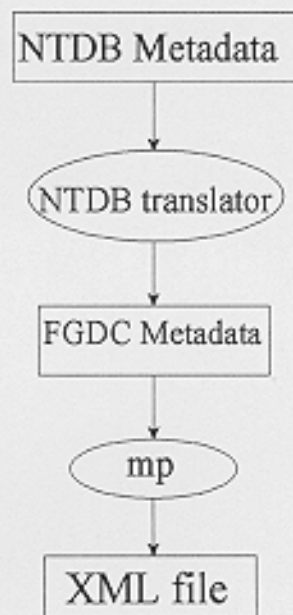 NTDB Metadata
NTDB translator
FGDC Metadata
mp
XML file